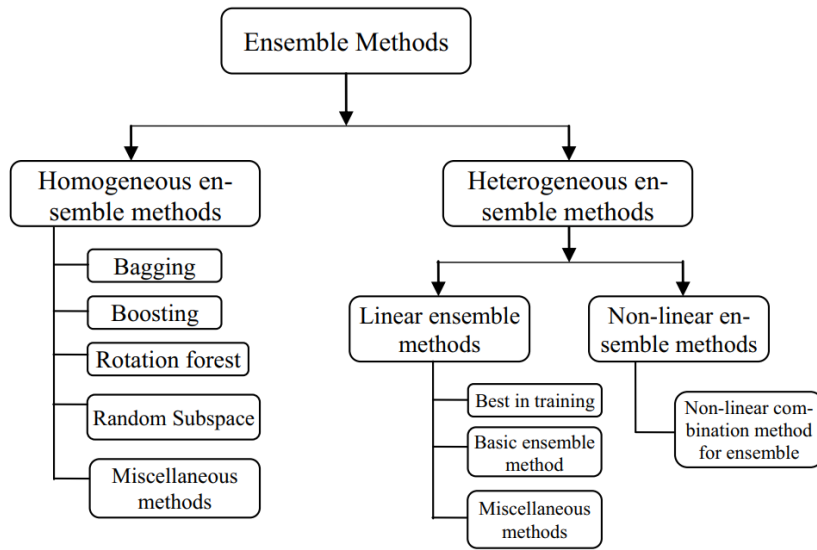 Ensemble Methods
Homogeneous en-
semble methods
Bagging
Boosting
Rotation forest
Random Subspace
Miscellaneous
methods
Heterogeneous en-
semble methods
Linear ensemble
methods
Best in training
Basic ensemble
method
Miscellaneous
methods
Non-linear en-
semble methods
Non-linear com-
bination method
for ensemble